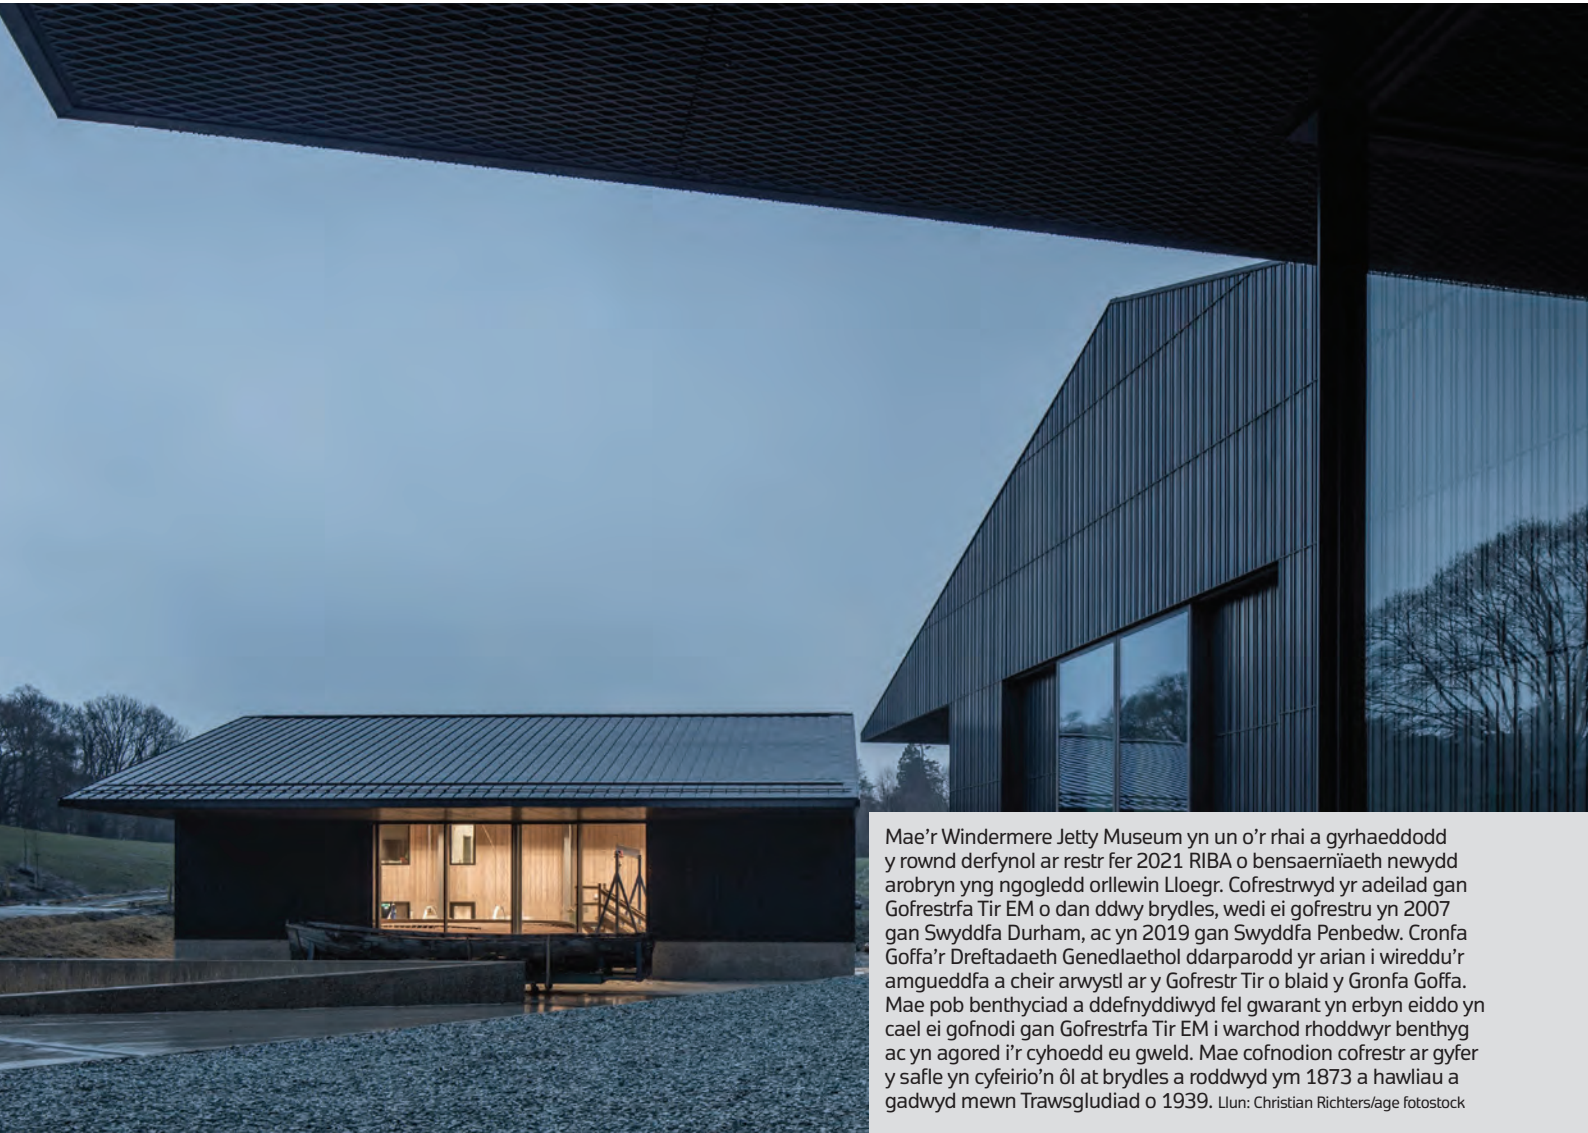 Mae'r Windermere Jetty Museum yn un o'r rhai a gyrhaeddodd
y rownd derfynol ar restr fer 2021 RIBA o bensaernïaeth newydd
arobryn yng ngogledd orllewin Lloegr. Cofrestrwyd yr adeilad gan
Gofrestrfa Tir EM o dan ddwy brydles, wedi ei gofrestru yn 2007
gan Swyddfa Durham, ac yn 2019 gan Swyddfa Penbedw. Cronfa
Goffa'r Dreftadaeth Genedlaethol ddarparodd yr arian i wireddu'r
amgueddfa a cheir arwystl ar y Gofrestr Tir o blaid y Gronfa Goffa.
Mae pob benthyciad a ddefnyddiwyd fel gwarant yn erbyn eiddo yn
cael ei gofnodi gan Gofrestrfa Tir EM i warchod rhoddwyr benthyg
ac yn agored i'r cyhoedd eu gweld. Mae cofnodion cofrestr ar gyfer
y safle yn cyfeirio'n ôl at brydles a roddwyd ym 1873 a hawliau a
gadwyd mewn Trawsgludiad o 1939. Llun: Christian Richters/age fotostock